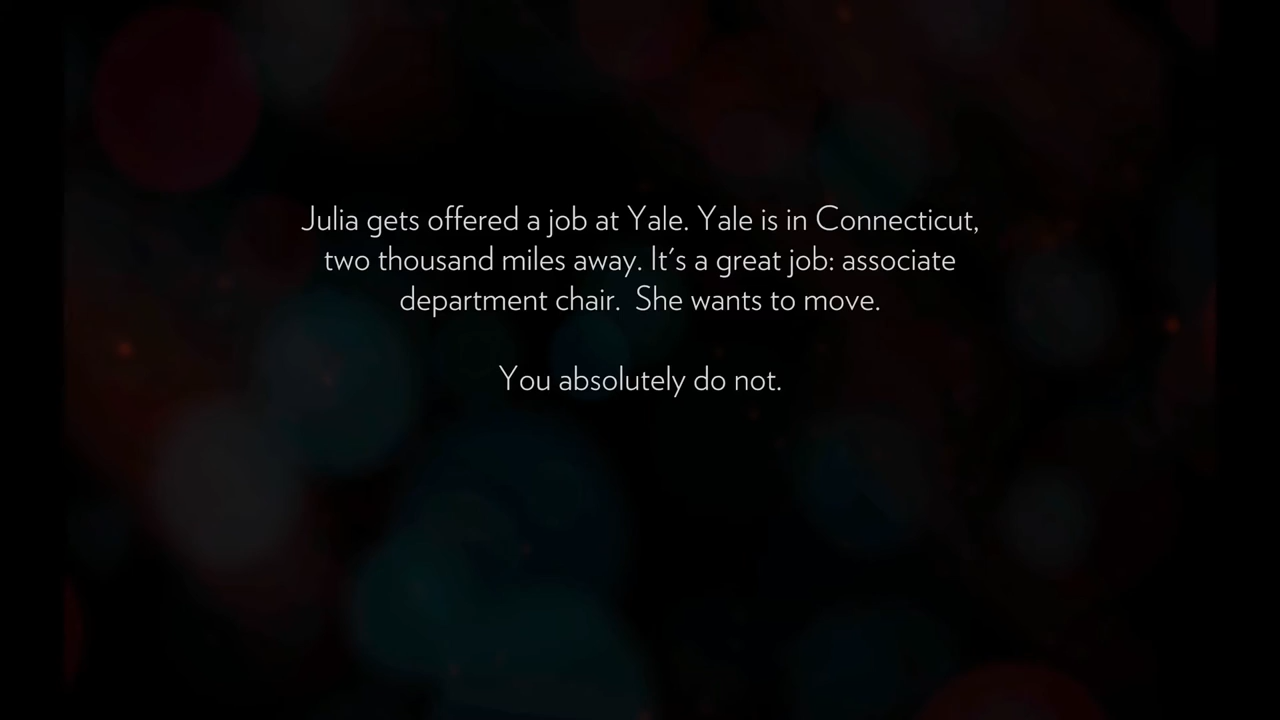 Julia gets offered a job at Yale. Yale is in Connecticut,
two thousand miles away. It's a great job: associate
department chair.  She wants to move.
You absolutely do not.